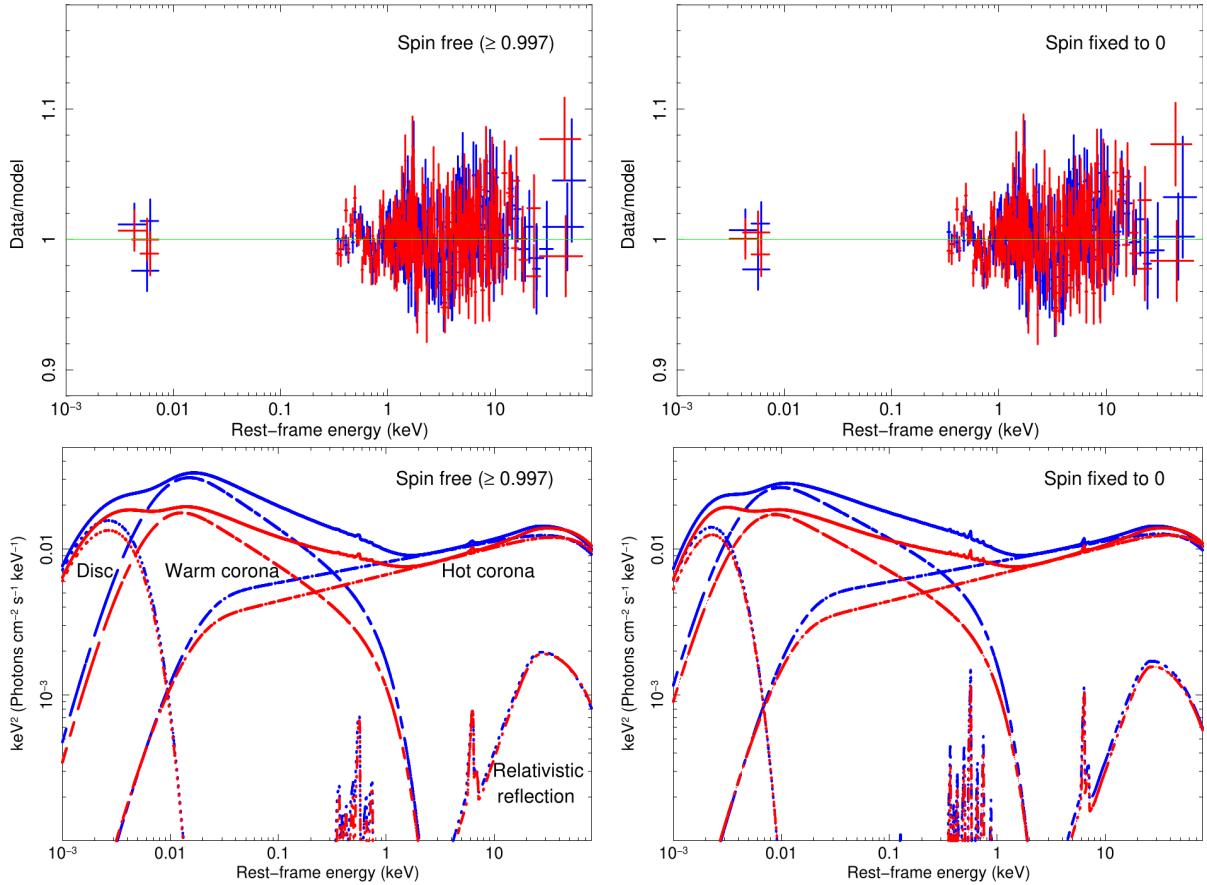 Spin free (≥ 0.997)
Data/model
1.1
1
0.9
10⁻³ 0.01 0.1 1 10
Rest−frame energy (keV)
Spin fixed to 0
Data/model
1.1
1
0.9
10⁻³ 0.01 0.1 1 10
Rest−frame energy (keV)
Spin free (≥ 0.997)
keV² (Photons cm⁻² s⁻¹ keV⁻¹)
0.01
10⁻³
Disc
Warm corona
Hot corona
Relativistic
reflection
10⁻³ 0.01 0.1 1 10
Rest−frame energy (keV)
Spin fixed to 0
keV² (Photons cm⁻² s⁻¹ keV⁻¹)
0.01
10⁻³
10⁻³ 0.01 0.1 1 10
Rest−frame energy (keV)